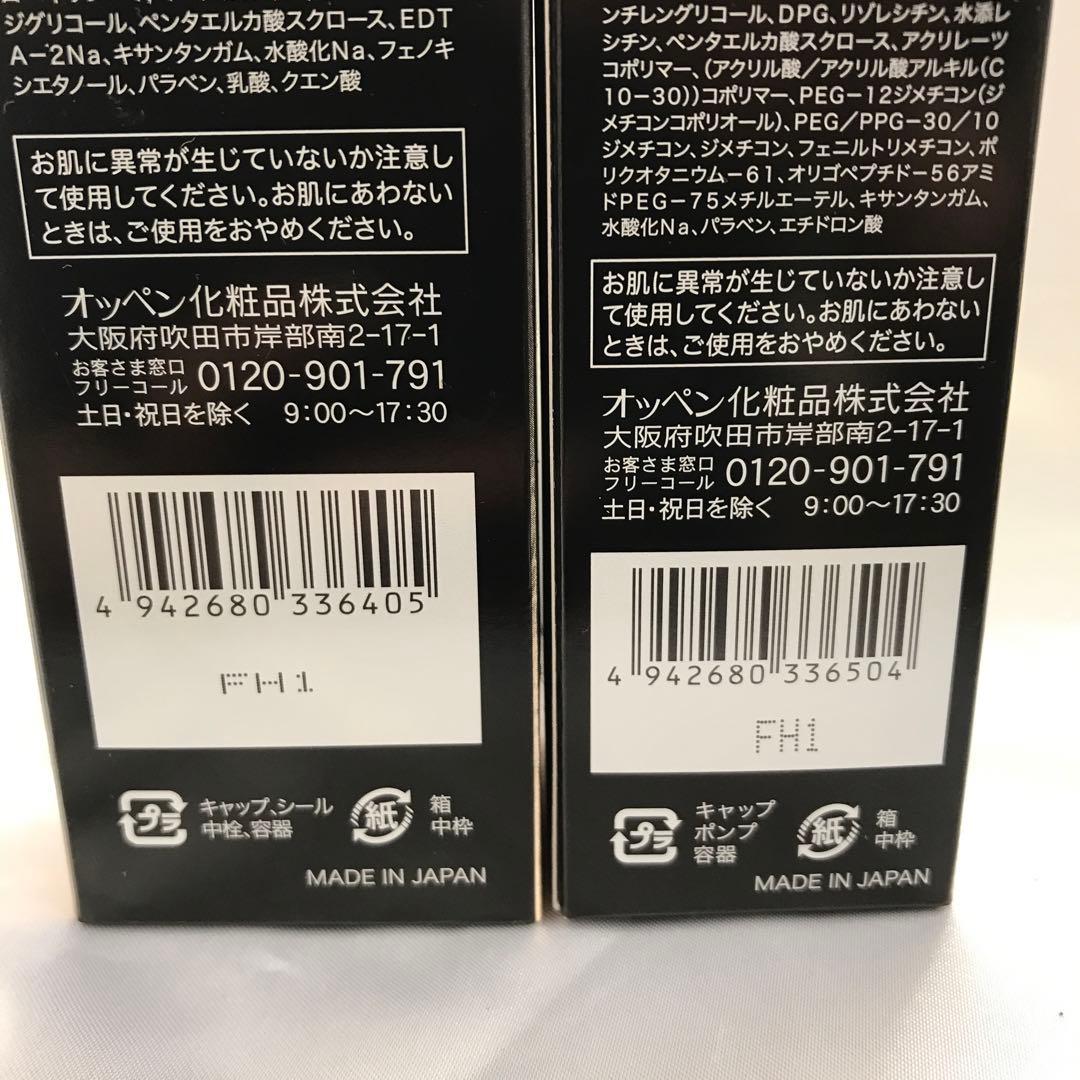 ジグリコール、ペンタエルカ酸スクロース、EDT
A-2Na、キサンタンガム、水酸化Na、フェノキ
シエタノール、パラベン、乳酸、クエン酸
お肌に異常が生じていないか注意し
て使用してください。お肌にあわない
ときは、ご使用をおやめください。
オッペン化粧品株式会社
大阪府吹田市岸部南2-17-1
お客さま窓口
フリーコール 0120-901-791
土日・祝日を除く 9:00〜17:30
4 942680 336405
FH1
プラ
キャップ、シール
中栓、容器
紙
箱
中枠
MADE IN JAPAN
ンチレングリコール、DPG、リゾレシチン、水添レ
シチン、ペンタエルカ酸スクロース、アクリレーツ
コポリマー、(アクリル酸/アクリル酸アルキル(C
10-30))コポリマー、PEG-12ジメチコン(ジ
メチコンコポリオール)、PEG/PPG-30/10
ジメチコン、ジメチコン、フェニルトリメチコン、ポ
リクオタニウム-61、オリゴペプチド-56アミ
ドPEG-75メチルエーテル、キサンタンガム、
水酸化Na、パラベン、エチドロン酸
お肌に異常が生じていないか注意し
て使用してください。お肌にあわない
ときは、ご使用をおやめください。
オッペン化粧品株式会社
大阪府吹田市岸部南2-17-1
お客さま窓口
フリーコール 0120-901-791
土日・祝日を除く 9:00〜17:30
4 942680 336504
FH1
プラ
キャップ
ポンプ
容器
紙
箱
中枠
MADE IN JAPAN